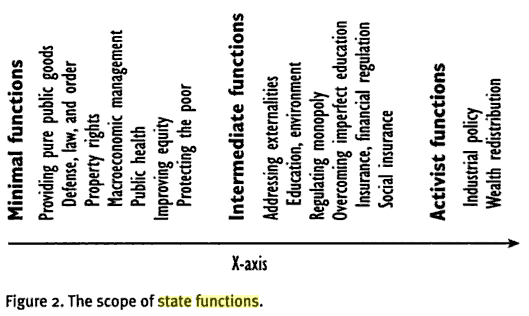 Minimal functions
Providing pure public goods
Defense, law, and order
Property rights
Macroeconomic management
Public health
Improving equity
Protecting the poor
Intermediate functions
Addressing externalities
Education, environment
Regulating monopoly
Overcoming imperfect education
Insurance, financial regulation
Social insurance
Activist functions
Industrial policy
Wealth redistribution
X-axis
Figure 2. The scope of state functions.